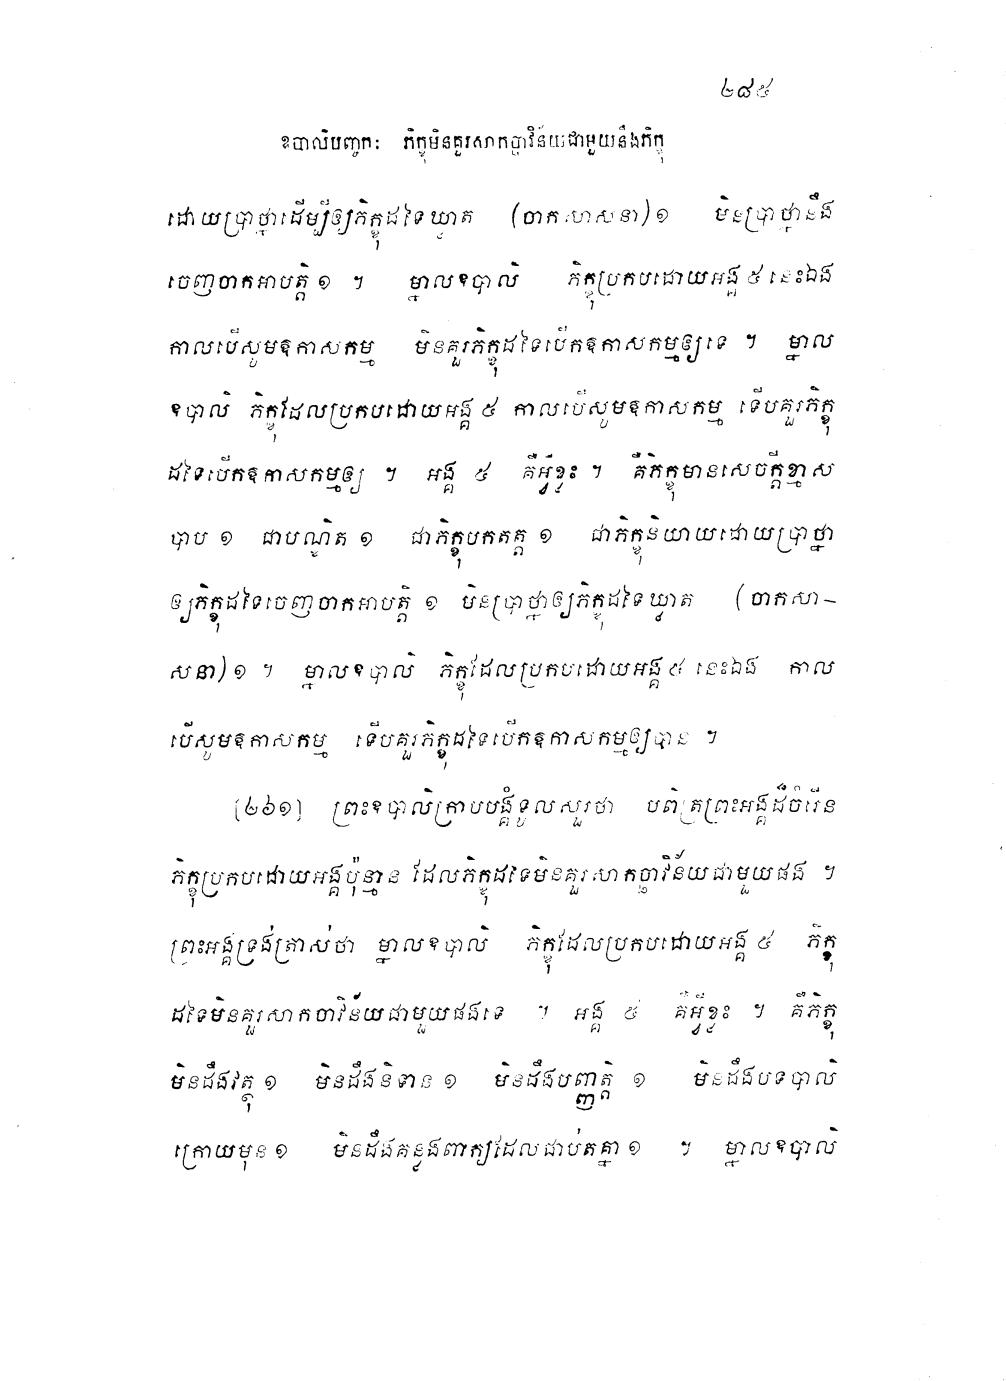 ២៨៥
ឧបាលិបញ្ចកៈ ភិក្ខុមិនគួរសាកច្ឆាវិន័យជាមួយនឹងភិក្ខុ
ដោយប្រាថ្នាដើម្បីឲ្យភិក្ខុដទៃឃ្លាត (ចាកសាសនា) ១ មិនប្រាថ្នានឹង
ចេញចាកអាបត្តិ ១ ។ ម្នាលឧបាលិ ភិក្ខុប្រកបដោយអង្គ ៥ នេះឯង
កាលបើសូមឱកាសកម្ម មិនគួរភិក្ខុដទៃបើកឱកាសកម្មឲ្យទេ ។ ម្នាល
ឧបាលិ ភិក្ខុដែលប្រកបដោយអង្គ ៥ កាលបើសូមឱកាសកម្ម ទើបគួរភិក្ខុ
ដទៃបើកឱកាសកម្មឲ្យ ។ អង្គ ៥ គឺអ្វីខ្លះ ។ គឺភិក្ខុមានសេចក្តីខ្មាស
បាប ១ ជាបណ្ឌិត ១ ជាភិក្ខុបកតត្ត ១ ជាភិក្ខុនិយាយដោយប្រាថ្នា
ឲ្យភិក្ខុដទៃចេញចាកអាបត្តិ ១ មិនប្រាថ្នាឲ្យភិក្ខុដទៃឃ្លាត (ចាកសា-
សនា) ១ ។ ម្នាលឧបាលិ ភិក្ខុដែលប្រកបដោយអង្គ ៥ នេះឯង កាល
បើសូមឱកាសកម្ម ទើបគួរភិក្ខុដទៃបើកឱកាសកម្មឲ្យបាន ។
[២៦១] ព្រះឧបាលិក្រាបបង្គំទូលសួរថា បពិត្រព្រះអង្គដ៏ចំរើន
ភិក្ខុប្រកបដោយអង្គប៉ុន្មាន ដែលភិក្ខុដទៃមិនគួរសាកច្ឆាវិន័យជាមួយផង ។
ព្រះអង្គទ្រង់ត្រាស់ថា ម្នាលឧបាលិ ភិក្ខុដែលប្រកបដោយអង្គ ៥ ភិក្ខុ
ដទៃមិនគួរសាកច្ឆាវិន័យជាមួយផងទេ ។ អង្គ ៥ គឺអ្វីខ្លះ ។ គឺភិក្ខុ
មិនដឹងវត្ថុ ១ មិនដឹងនិទាន ១ មិនដឹងបញ្ញត្តិ ១ មិនដឹងបទបាលិ
ក្រោយមុន ១ មិនដឹងគន្លងពាក្យដែលជាប់តគ្នា ១ ។ ម្នាលឧបាលិ